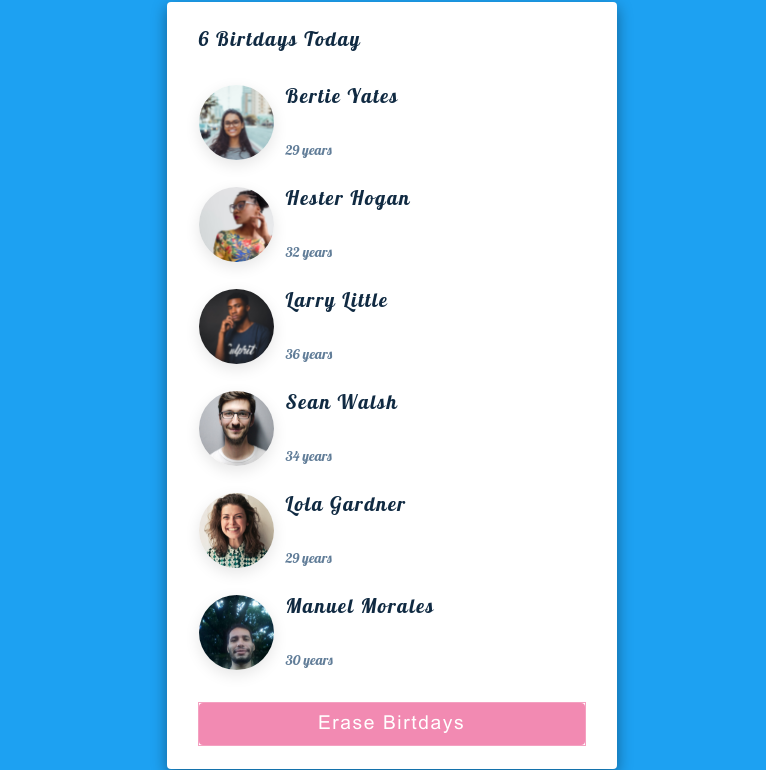 6 Birtdays Today
Bertie Yates
29 years
Hester Hogan
32 years
Larry Little
36 years
Sean Walsh
34 years
Lola Gardner
29 years
Manuel Morales
30 years
Erase Birtdays